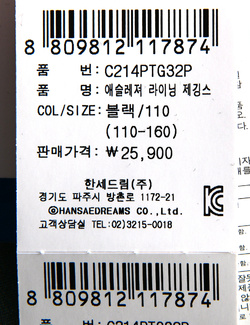 8 809812 117874
품 번: C214PTG32P
품 명: 애슬레저 라이닝 제깅스
COL/SIZE: 블랙/110
(110-160)
판매가격: ₩25,900
한세드림(주)
경기도 파주시 방촌로 1172-21
©HANSAEDREAMS CO.,Ltd.
고객상담실 TEL:02)3215-0018
8 809812 117874
품 번: C214PTG32P